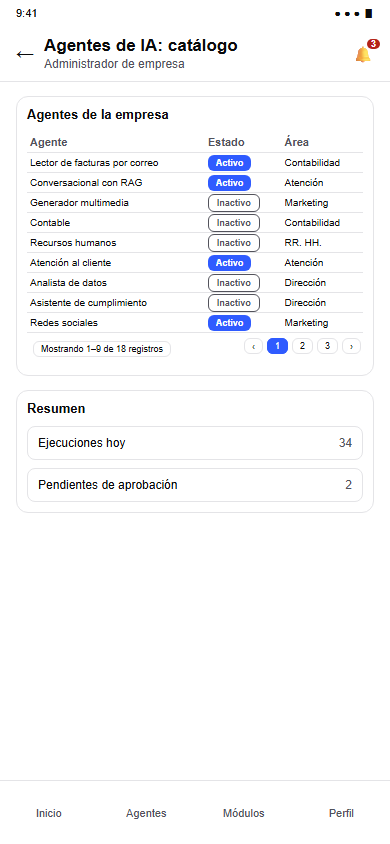 9:41
← Agentes de IA: catálogo
Administrador de empresa
3
Agentes de la empresa
Agente Estado Área
Lector de facturas por correo Activo Contabilidad
Conversacional con RAG Activo Atención
Generador multimedia Inactivo Marketing
Contable Inactivo Contabilidad
Recursos humanos Inactivo RR. HH.
Atención al cliente Activo Atención
Analista de datos Inactivo Dirección
Asistente de cumplimiento Inactivo Dirección
Redes sociales Activo Marketing
Mostrando 1–9 de 18 registros ‹ 1 2 3 ›
Resumen
Ejecuciones hoy 34
Pendientes de aprobación 2
Inicio Agentes Módulos Perfil